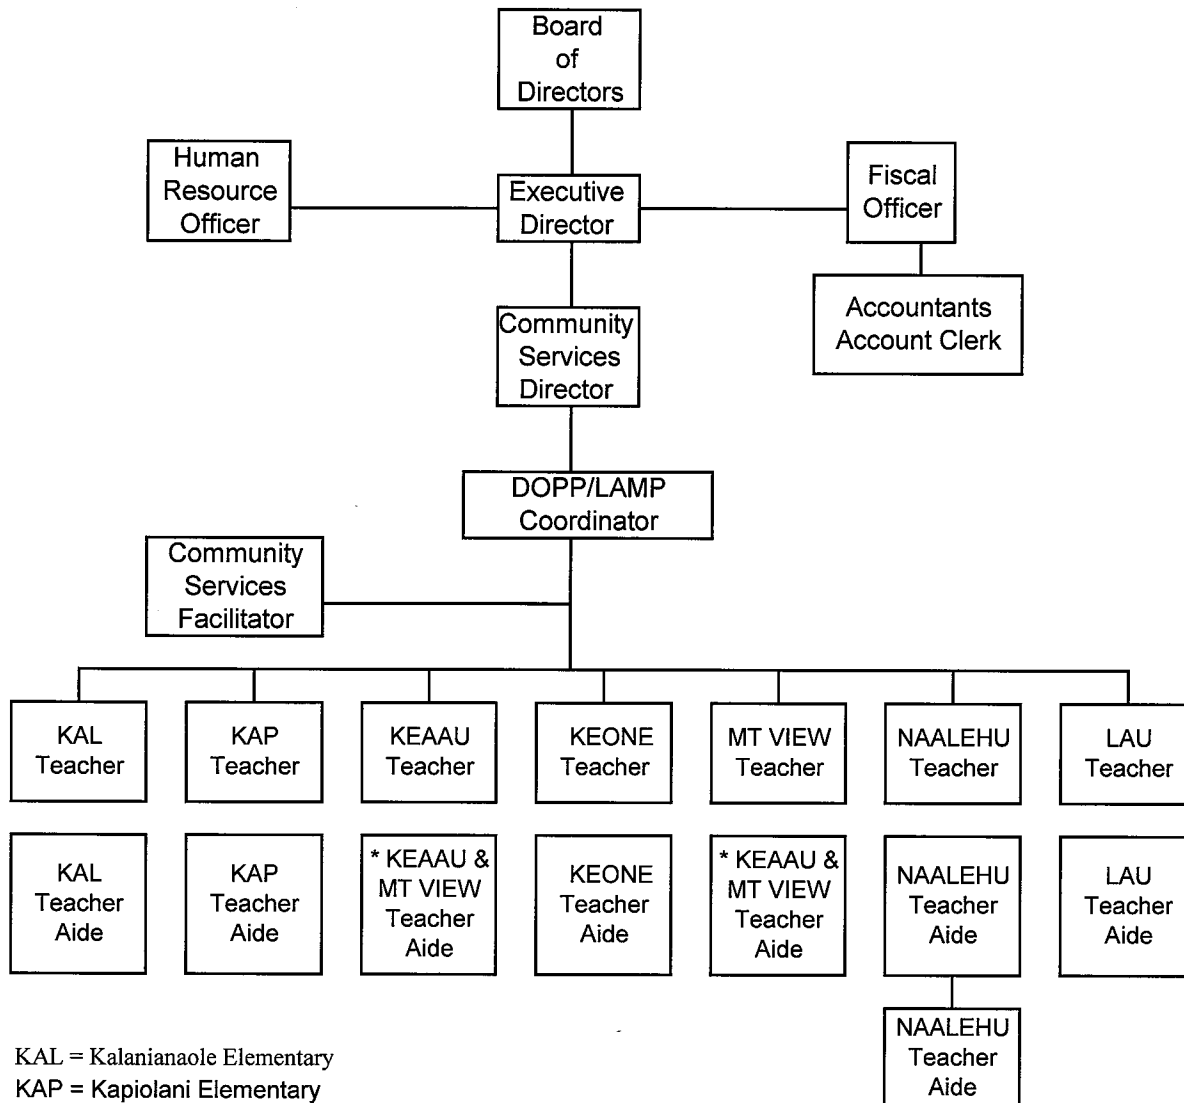 Board
of
Directors
Human
Resource
Officer
Executive
Director
Fiscal
Officer
Accountants
Account Clerk
Community
Services
Director
DOPP/LAMP
Coordinator
Community
Services
Facilitator
KAL
Teacher
KAP
Teacher
KEAAU
Teacher
KEONE
Teacher
MT VIEW
Teacher
NAALEHU
Teacher
LAU
Teacher
KAL
Teacher
Aide
KAP
Teacher
Aide
* KEAAU &
MT VIEW
Teacher
Aide
KEONE
Teacher
Aide
* KEAAU &
MT VIEW
Teacher
Aide
NAALEHU
Teacher
Aide
LAU
Teacher
Aide
NAALEHU
Teacher
Aide
KAL = Kalanianaole Elementary
KAP = Kapiolani Elementary